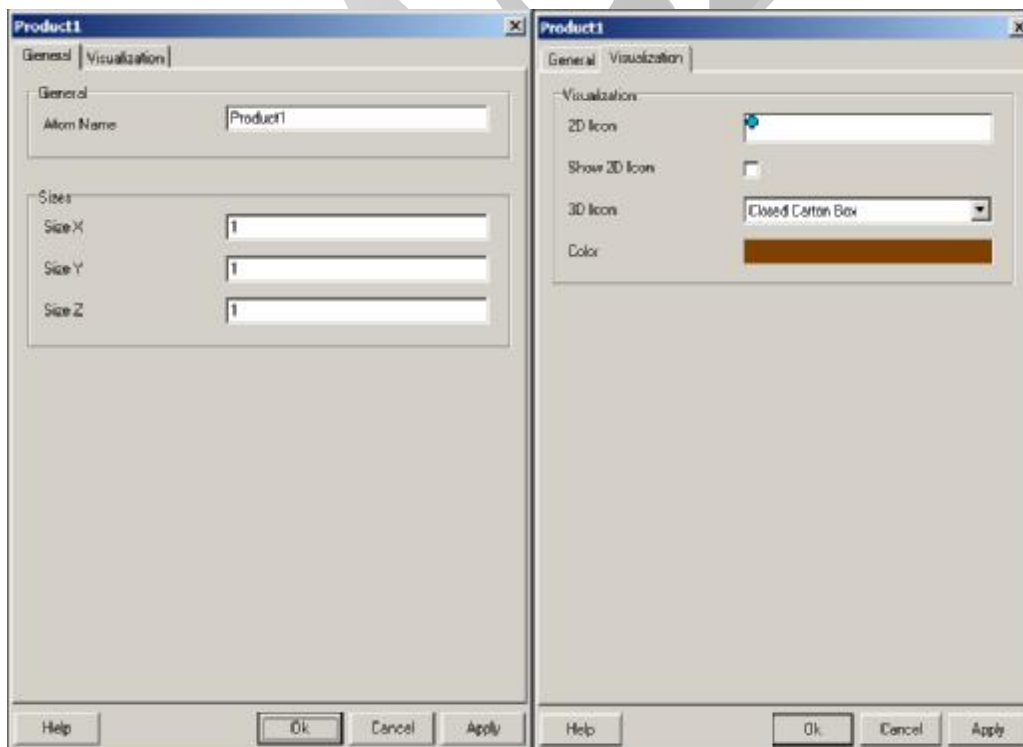 Product1
General Visualization
General
Atom Name Product1
Sizes
Size X 1
Size Y 1
Size Z 1
Help Ok Cancel Apply
Product1
General Visualization
Visualization
2D Icon
Show 2D Icon
3D Icon Closed Carton Box
Color
Help Ok Cancel Apply